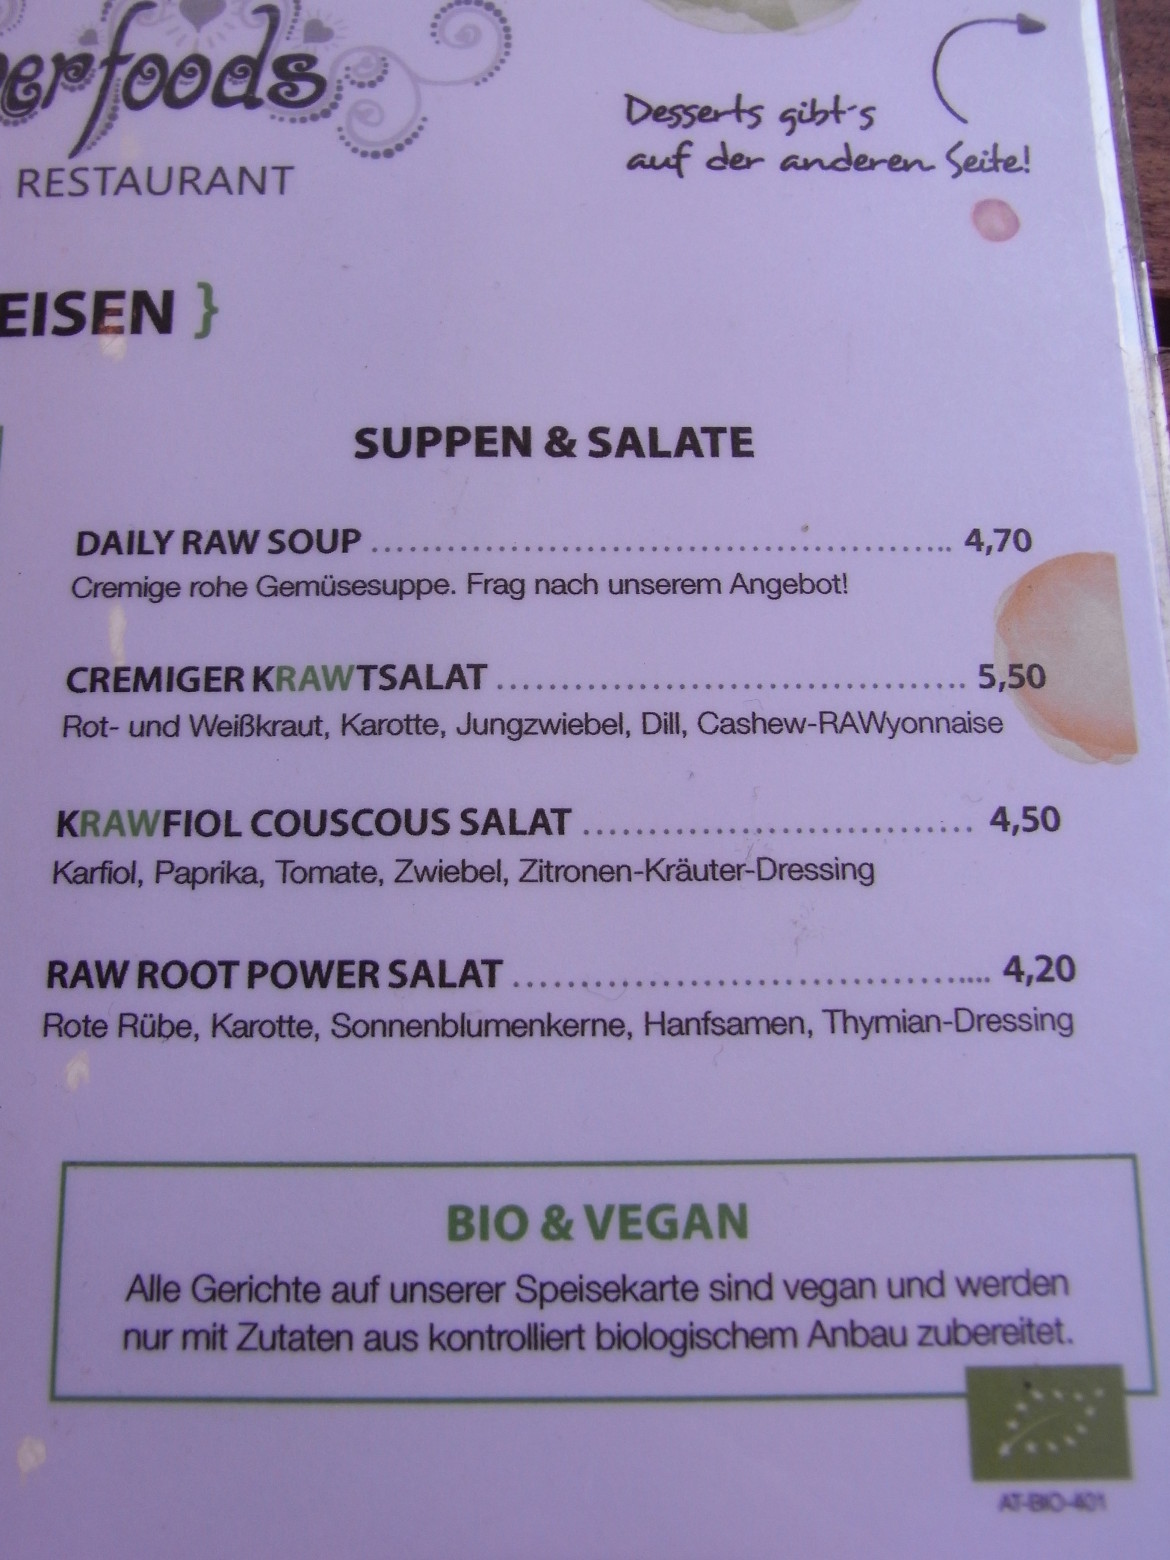 erfoods
RESTAURANT
Desserts gibt's
auf der anderen Seite!
EISEN }
SUPPEN & SALATE
DAILY RAW SOUP ........................................................ 4,70
Cremige rohe Gemüsesuppe. Frag nach unserem Angebot!
CREMIGER KRAWTSALAT ............................................. 5,50
Rot- und Weißkraut, Karotte, Jungzwiebel, Dill, Cashew-RAWyonnaise
KRAWFIOL COUSCOUS SALAT .................................... 4,50
Karfiol, Paprika, Tomate, Zwiebel, Zitronen-Kräuter-Dressing
RAW ROOT POWER SALAT ........................................... 4,20
Rote Rübe, Karotte, Sonnenblumenkerne, Hanfsamen, Thymian-Dressing
BIO & VEGAN
Alle Gerichte auf unserer Speisekarte sind vegan und werden
nur mit Zutaten aus kontrolliert biologischem Anbau zubereitet.
AT-BIO-401